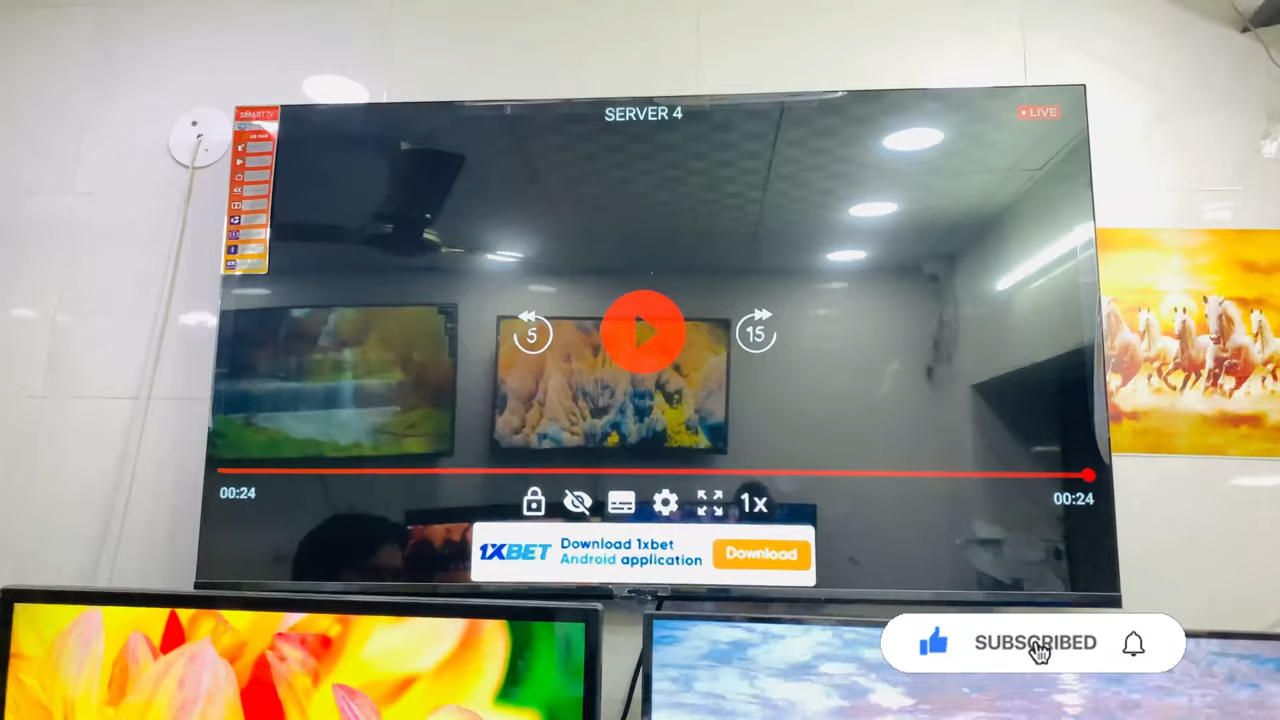 SMART TV
SERVER 4
LIVE
5
15
00:24
00:24
1x
1XBET
Download 1xbet
Android application
Download
SUBSCRIBED